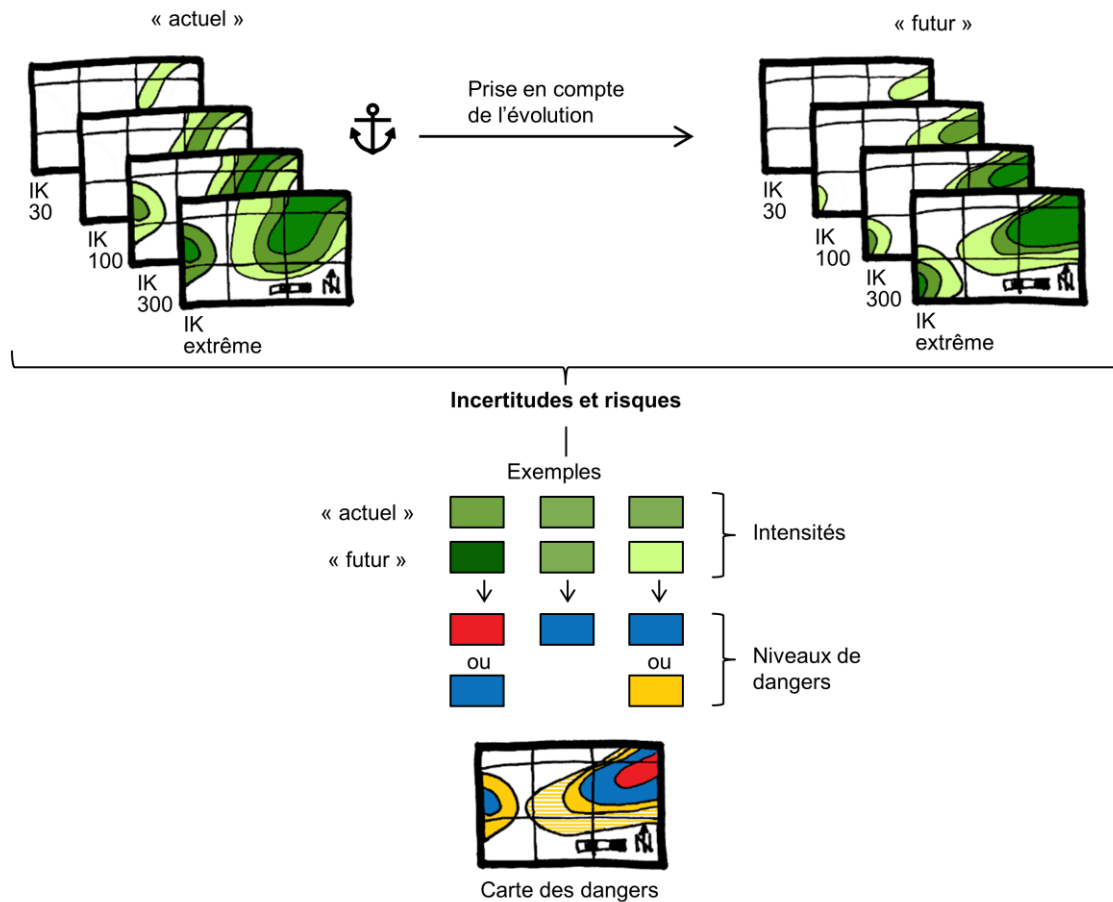 « actuel »
« futur »
Prise en compte
de l'évolution
IK
30
IK
100
IK
300
IK
extrême
N
IK
30
IK
100
IK
300
IK
extrême
N
Incertitudes et risques
Exemples
« actuel »
« futur »
Intensités
ou
ou
Niveaux de
dangers
N
Carte des dangers